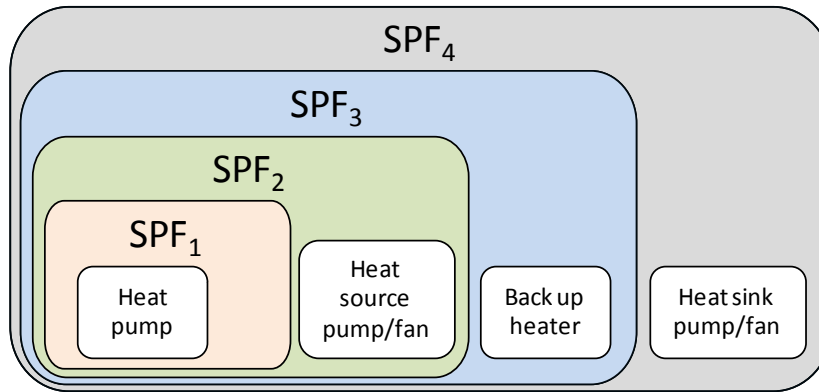 SPF₄
SPF₃
SPF₂
SPF₁
Heat
pump
Heat
source
pump/fan
Back up
heater
Heat sink
pump/fan